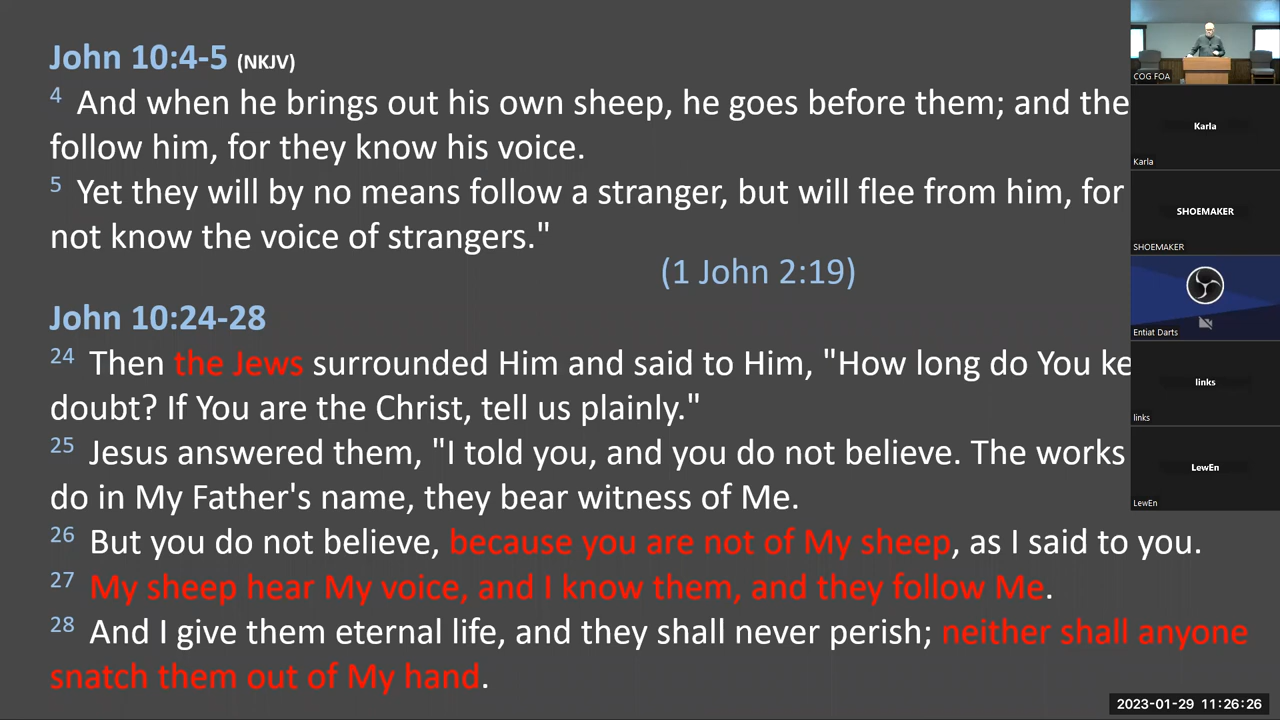 John 10:4-5 (NKJV)
4 And when he brings out his own sheep, he goes before them; and the
follow him, for they know his voice.
5 Yet they will by no means follow a stranger, but will flee from him, for
not know the voice of strangers."
(1 John 2:19)
John 10:24-28
24 Then the Jews surrounded Him and said to Him, "How long do You ke
doubt? If You are the Christ, tell us plainly."
25 Jesus answered them, "I told you, and you do not believe. The works
do in My Father's name, they bear witness of Me.
26 But you do not believe, because you are not of My sheep, as I said to you.
27 My sheep hear My voice, and I know them, and they follow Me.
28 And I give them eternal life, and they shall never perish; neither shall anyone
snatch them out of My hand.
COG FOA
Karla
Karla
SHOEMAKER
SHOEMAKER
Entiat Darts
links
links
LewEn
LewEn
2023-01-29 11:26:26